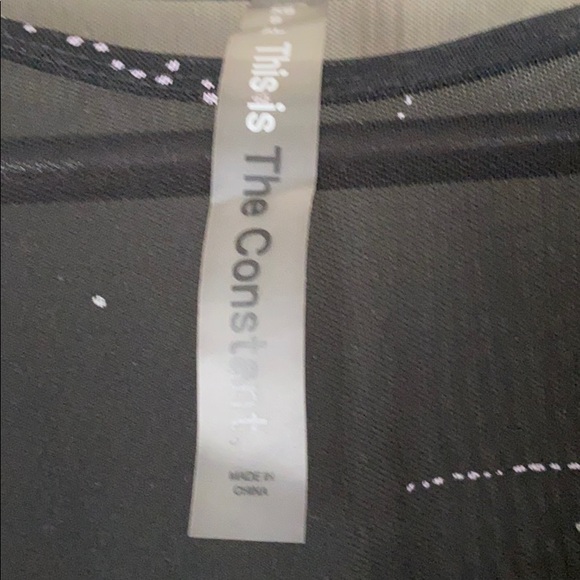 This is The Constant.
MADE IN
CHINA